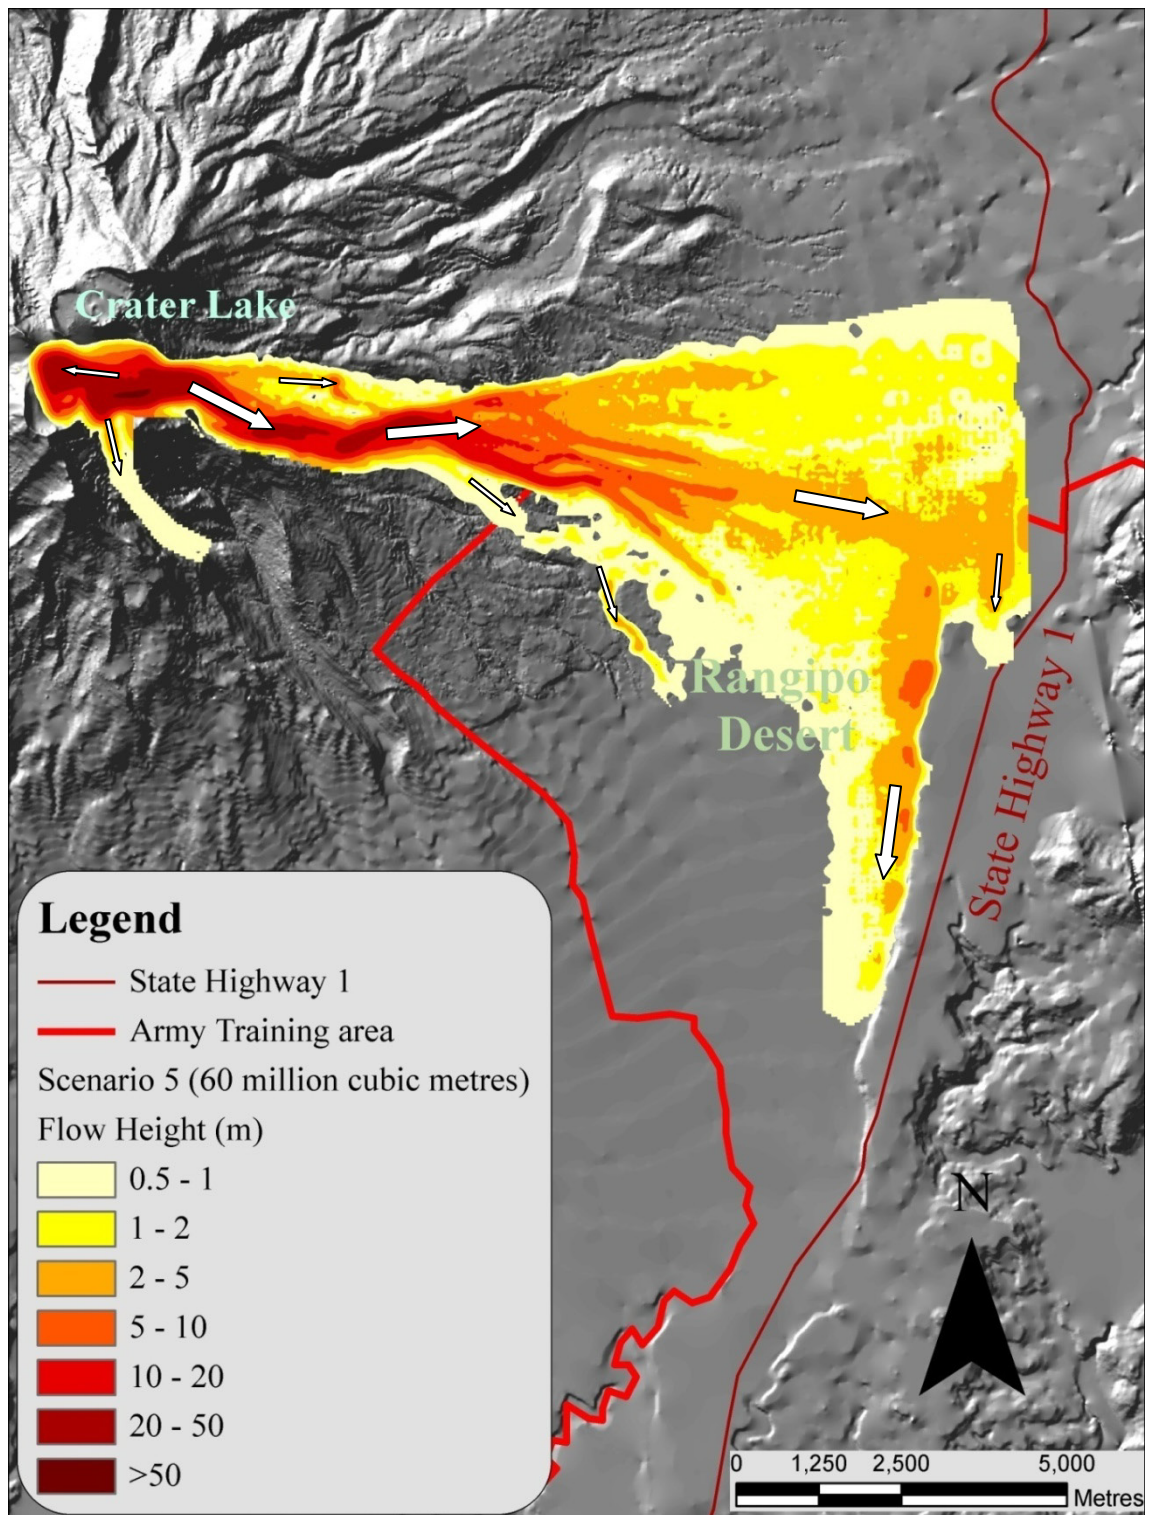 Crater Lake
Rangipo
Desert
State Highway 1
Legend
State Highway 1
Army Training area
Scenario 5 (60 million cubic metres)
Flow Height (m)
0.5 - 1
1 - 2
2 - 5
5 - 10
10 - 20
20 - 50
>50
N
0 1,250 2,500 5,000
Metres